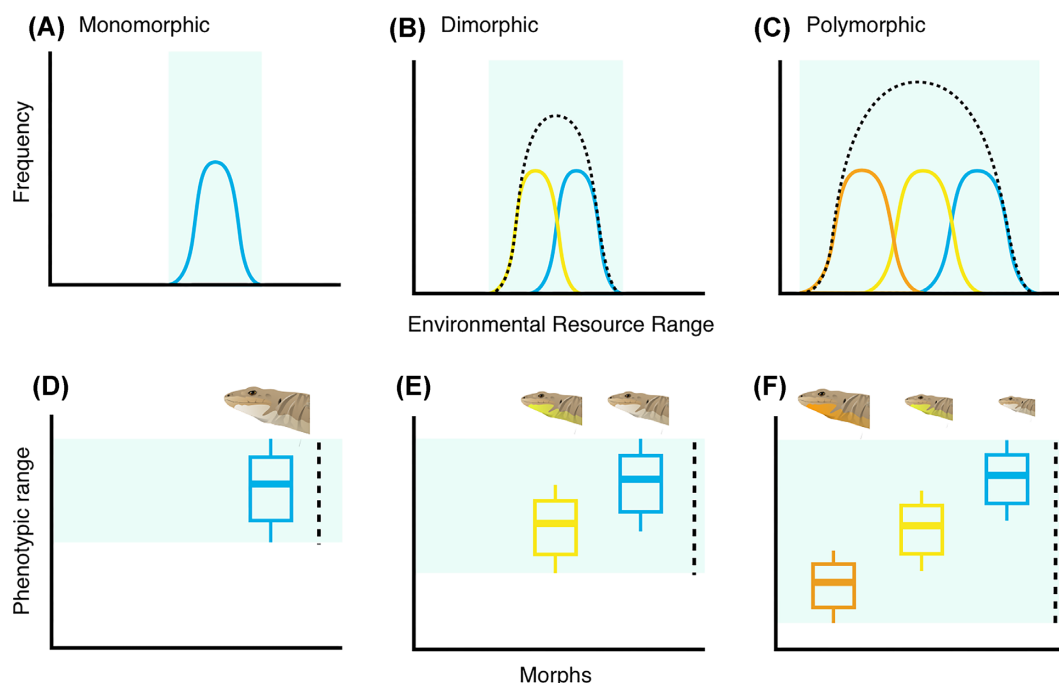 (A) Monomorphic
(B) Dimorphic
(C) Polymorphic
Frequency
Environmental Resource Range
(D)
(E)
(F)
Phenotypic range
Morphs